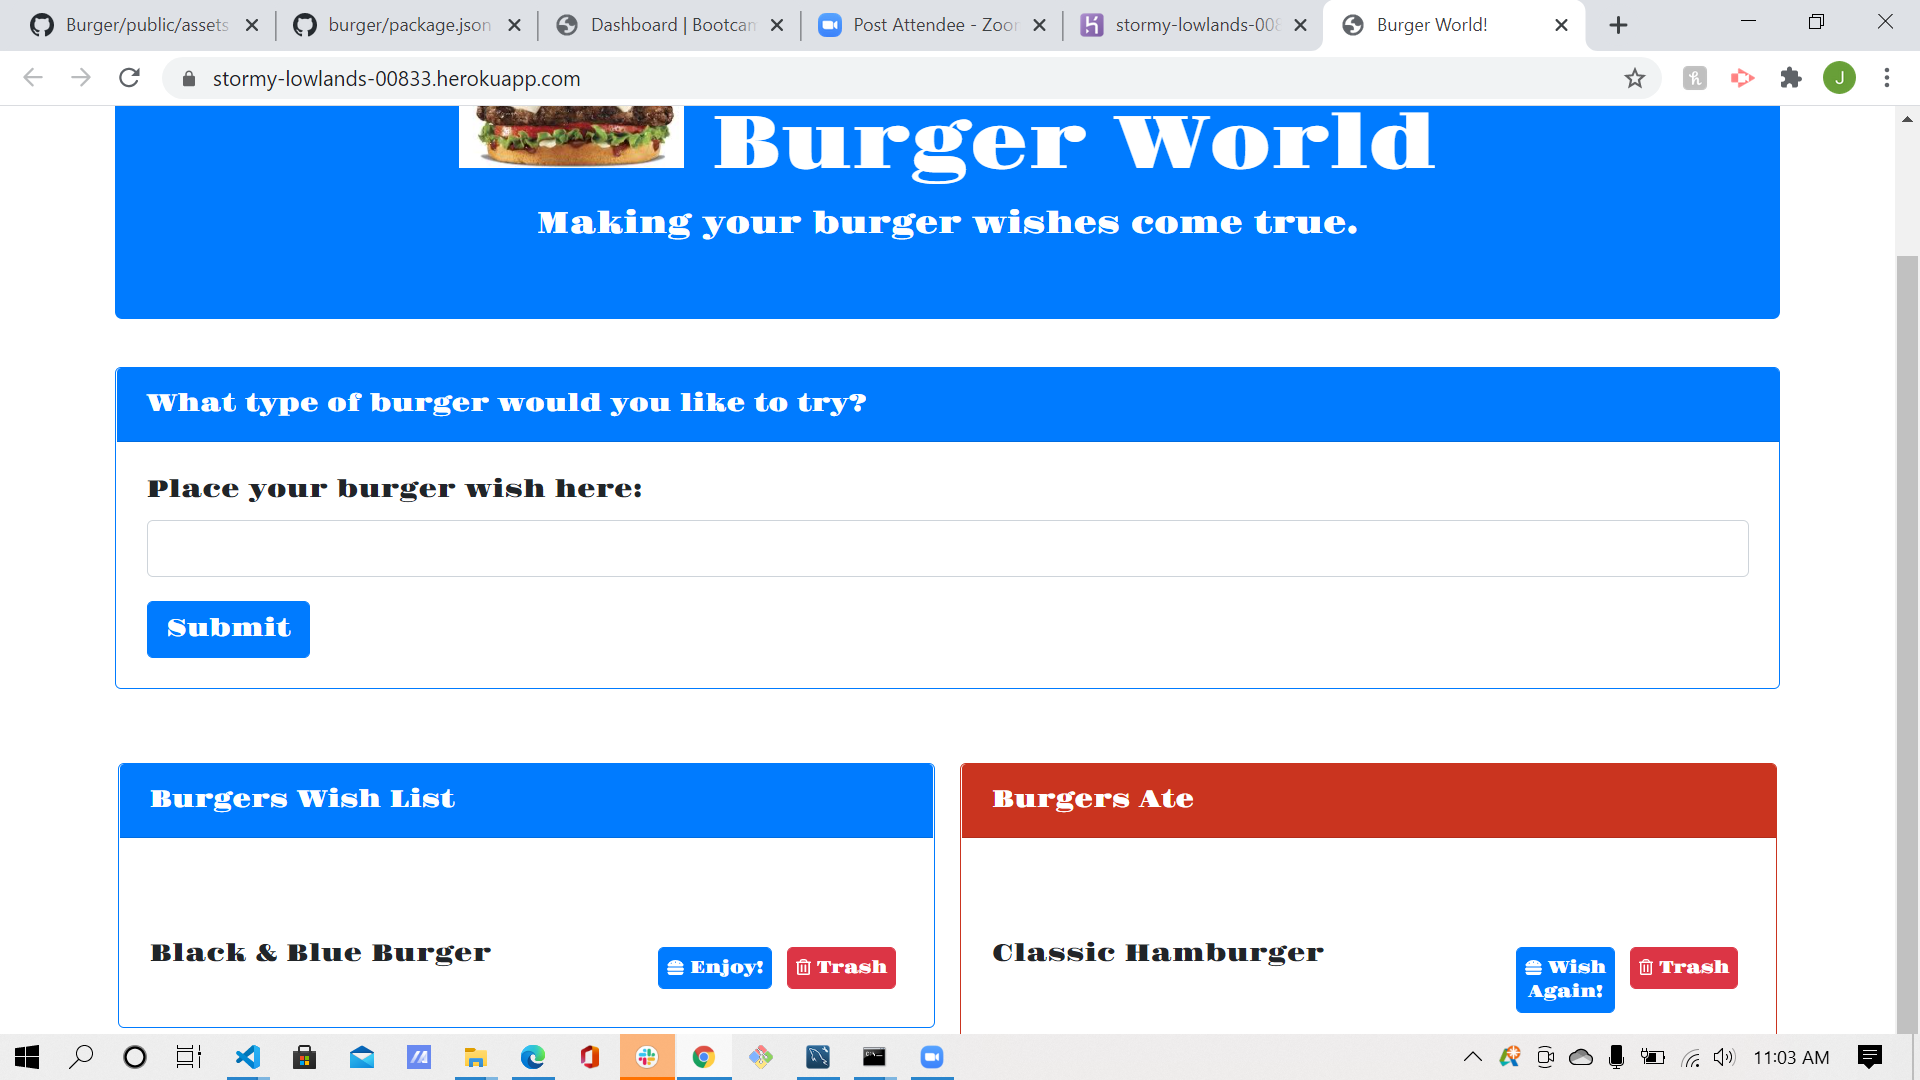 Burger/public/assets
burger/package.json
Dashboard | Bootcam
Post Attendee - Zoor
stormy-lowlands-008
Burger World!
stormy-lowlands-00833.herokuapp.com
J
Burger World
Making your burger wishes come true.
What type of burger would you like to try?
Place your burger wish here:
Submit
Burgers Wish List
Burgers Ate
Black & Blue Burger
Enjoy!
Trash
Classic Hamburger
Wish
Again!
Trash
11:03 AM